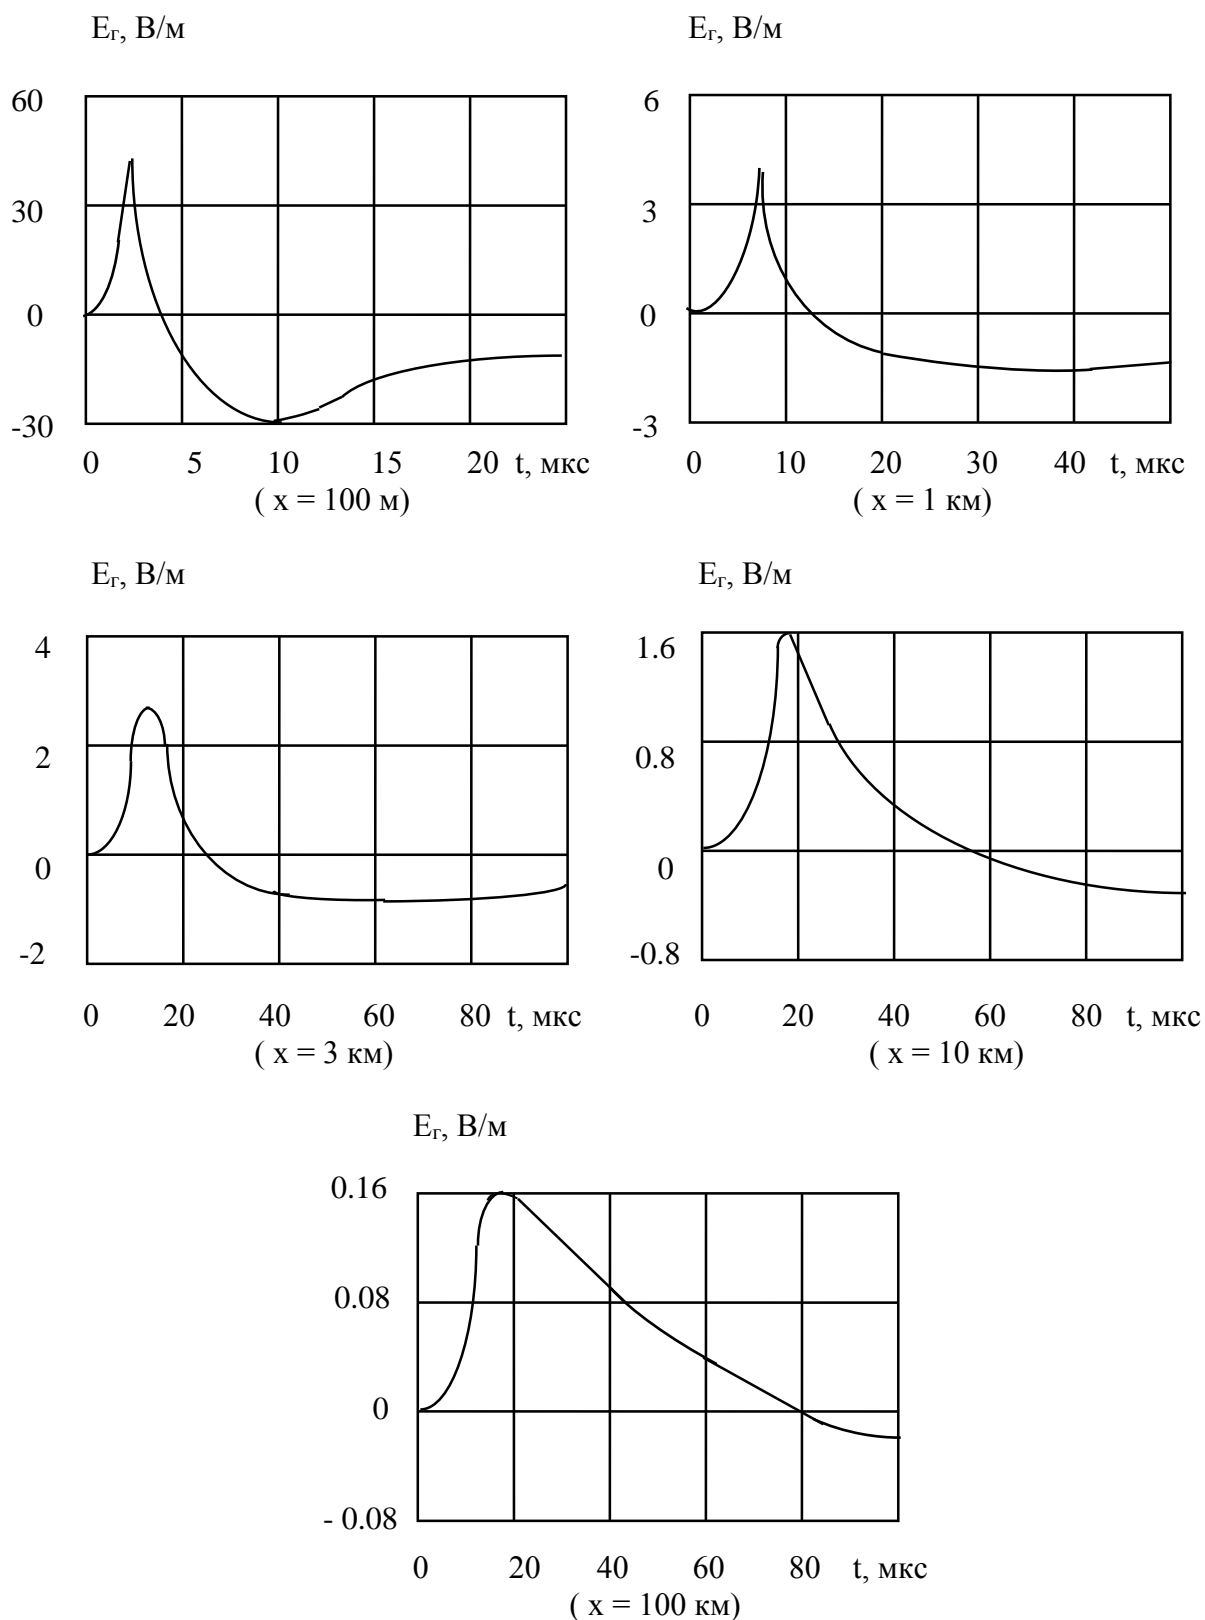 Eг, В/м
60
30
0
-30
0 5 10 15 20 t, мкс
( x = 100 м)
Eг, В/м
6
3
0
-3
0 10 20 30 40 t, мкс
( x = 1 км)
Eг, В/м
4
2
0
-2
0 20 40 60 80 t, мкс
( x = 3 км)
Eг, В/м
1.6
0.8
0
-0.8
0 20 40 60 80 t, мкс
( x = 10 км)
Eг, В/м
0.16
0.08
0
- 0.08
0 20 40 60 80 t, мкс
( x = 100 км)